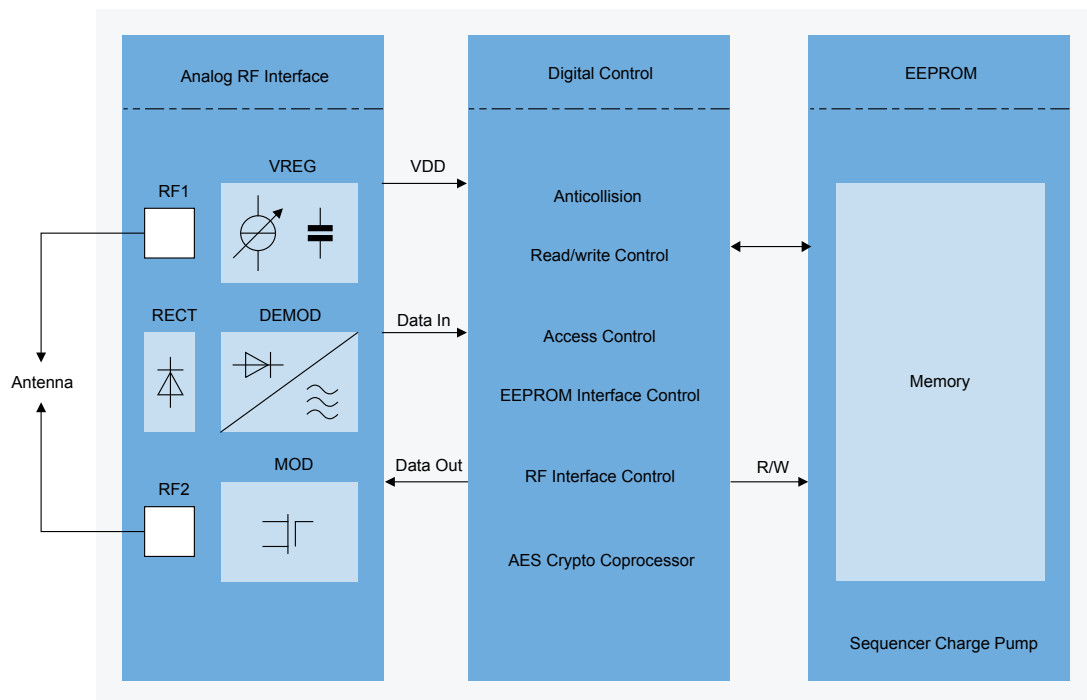 Analog RF Interface
Digital Control
EEPROM
VREG
VDD
RF1
Anticollision
Read/write Control
RECT
DEMOD
Data In
Access Control
Antenna
Memory
EEPROM Interface Control
MOD
Data Out
RF Interface Control
R/W
RF2
AES Crypto Coprocessor
Sequencer Charge Pump